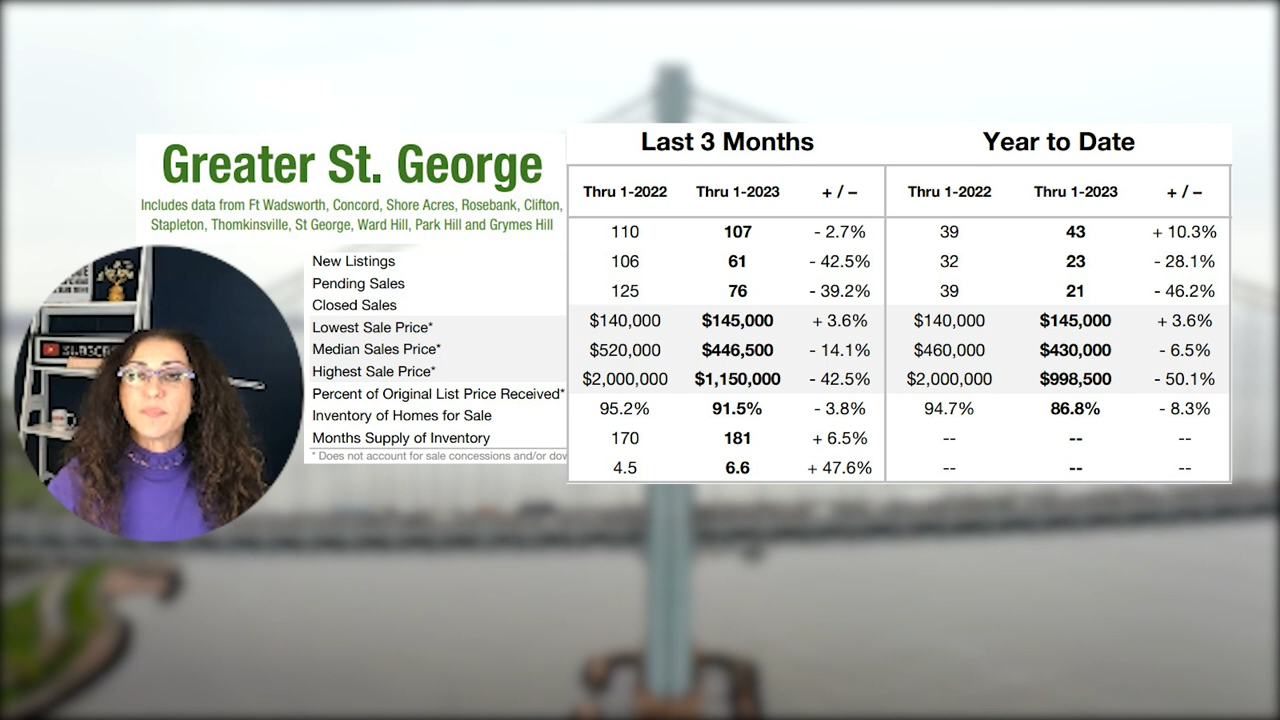 Greater St. George
Includes data from Ft Wadsworth, Concord, Shore Acres, Rosebank, Clifton,
Stapleton, Thomkinsville, St George, Ward Hill, Park Hill and Grymes Hill
Last 3 Months Year to Date
Thru 1-2022 Thru 1-2023 + / – Thru 1-2022 Thru 1-2023 + / –
110 107 - 2.7% 39 43 + 10.3%
New Listings 106 61 - 42.5% 32 23 - 28.1%
Pending Sales 125 76 - 39.2% 39 21 - 46.2%
Closed Sales
Lowest Sale Price* $140,000 $145,000 + 3.6% $140,000 $145,000 + 3.6%
Median Sales Price* $520,000 $446,500 - 14.1% $460,000 $430,000 - 6.5%
Highest Sale Price* $2,000,000 $1,150,000 - 42.5% $2,000,000 $998,500 - 50.1%
Percent of Original List Price Received* 95.2% 91.5% - 3.8% 94.7% 86.8% - 8.3%
Inventory of Homes for Sale
Months Supply of Inventory 170 181 + 6.5% -- -- --
* Does not account for sale concessions and/or dow
4.5 6.6 + 47.6% -- -- --